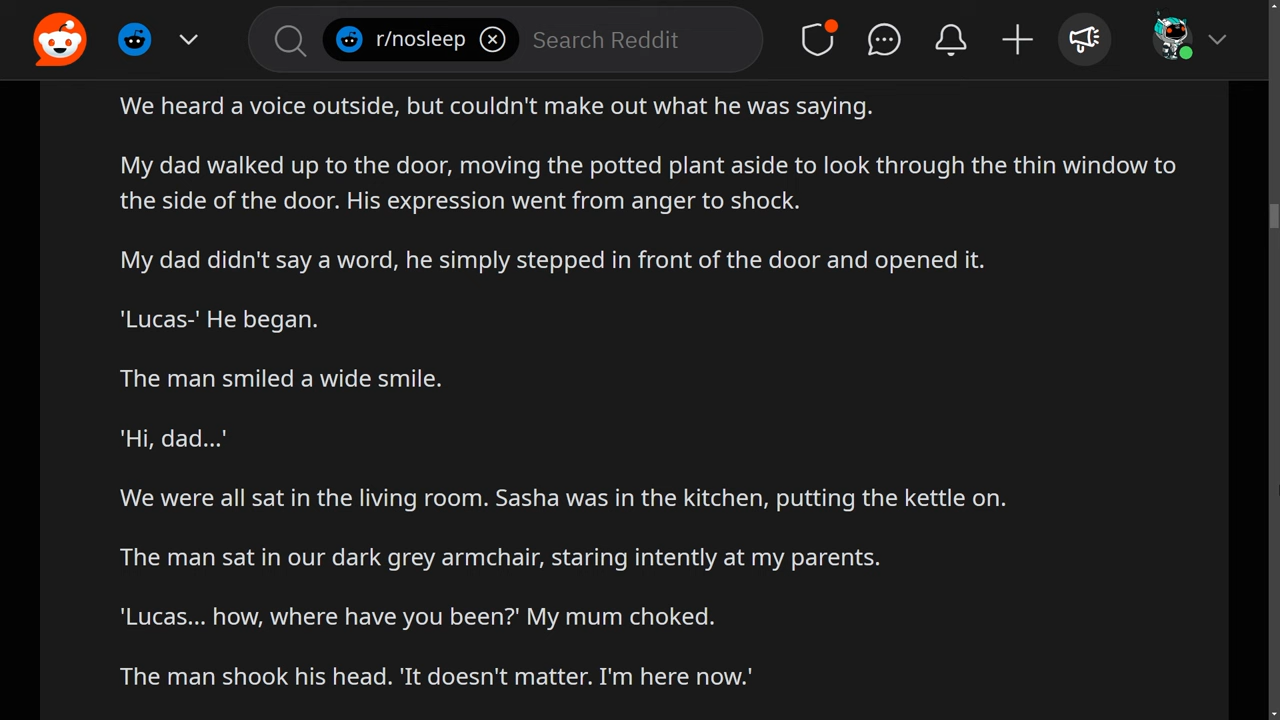 r/nosleep Search Reddit
We heard a voice outside, but couldn't make out what he was saying.
My dad walked up to the door, moving the potted plant aside to look through the thin window to
the side of the door. His expression went from anger to shock.
My dad didn't say a word, he simply stepped in front of the door and opened it.
'Lucas-' He began.
The man smiled a wide smile.
'Hi, dad...'
We were all sat in the living room. Sasha was in the kitchen, putting the kettle on.
The man sat in our dark grey armchair, staring intently at my parents.
'Lucas... how, where have you been?' My mum choked.
The man shook his head. 'It doesn't matter. I'm here now.'